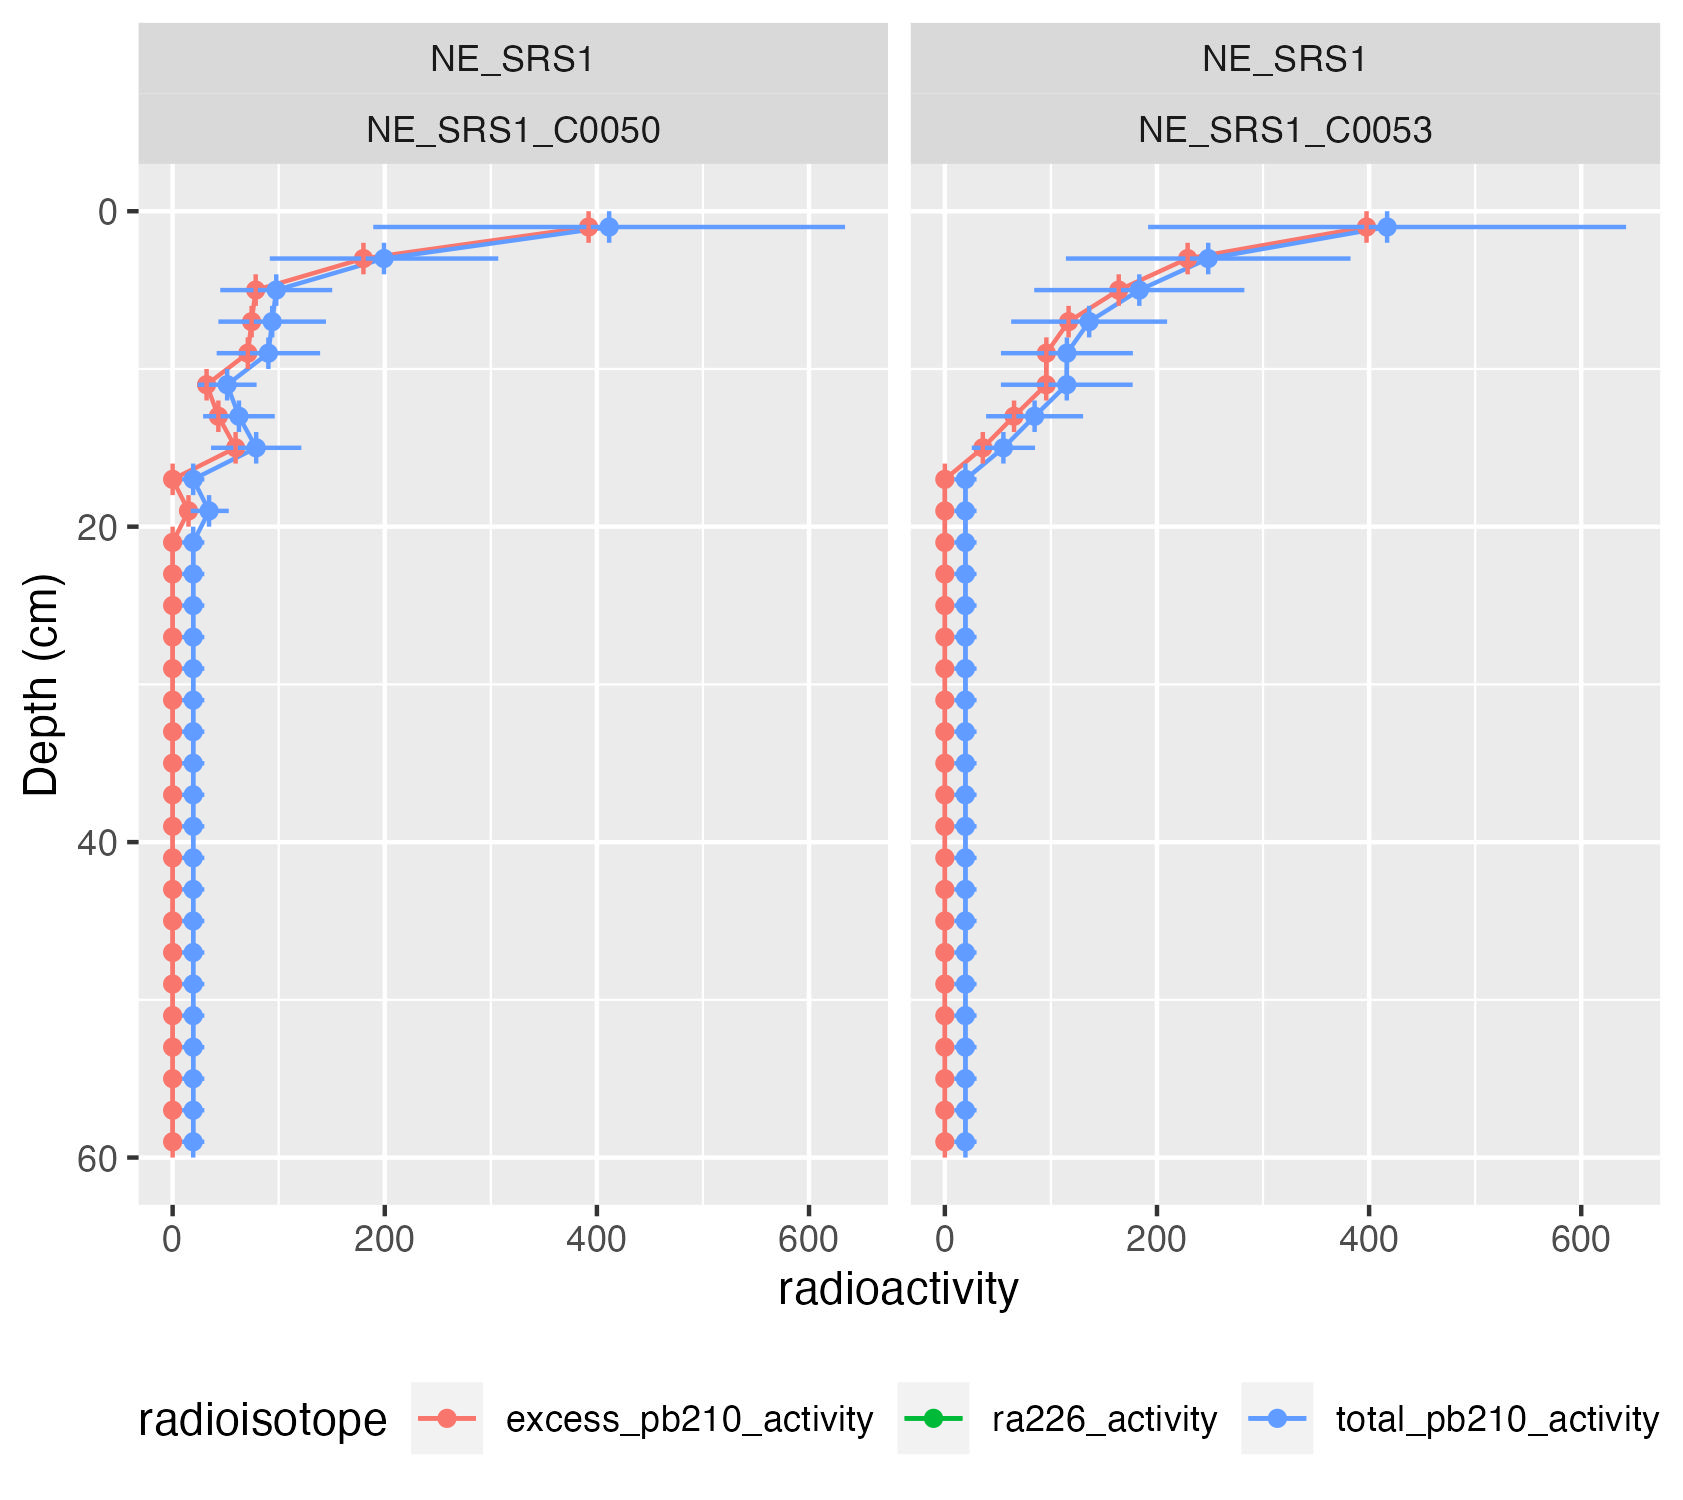 NE_SRS1
NE_SRS1
NE_SRS1_C0050
NE_SRS1_C0053
0
20
40
60
Depth (cm)
0
200
400
600
0
200
400
600
radioactivity
radioisotope
excess_pb210_activity
ra226_activity
total_pb210_activity